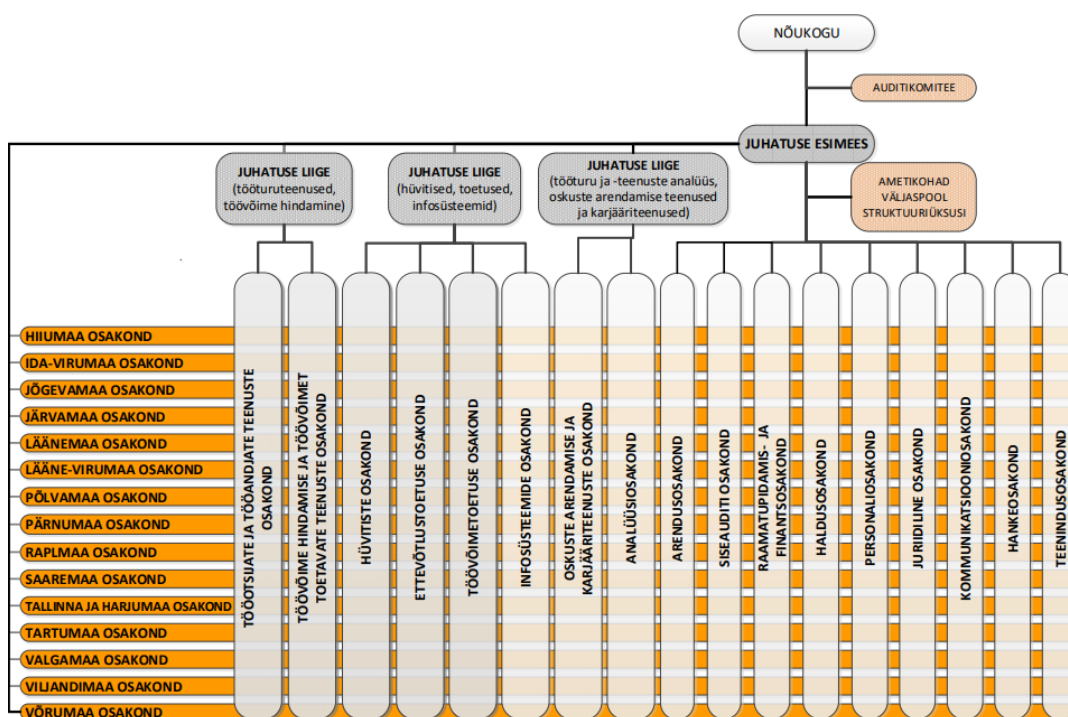 NÕUKOGU
AUDITIKOMITEE
JUHATUSE ESIMEES
JUHATUSE LIIGE
(tööturuteenused,
töövõime hindamine)
JUHATUSE LIIGE
(hüvitised, toetused,
infosüsteemid)
JUHATUSE LIIGE
(tööturu ja -teenuste analüüs,
oskuste arendamise teenused
ja karjääriteenused)
AMETIKOHAD
VÄLJASPOOL
STRUKTUURIÜKSUSI
HIIUMAA OSAKOND
IDA-VIRUMAA OSAKOND
JÕGEVAMAA OSAKOND
JÄRVAMAA OSAKOND
LÄÄNEMAA OSAKOND
LÄÄNE-VIRUMAA OSAKOND
PÕLVAMAA OSAKOND
PÄRNUMAA OSAKOND
RAPLMAA OSAKOND
SAAREMAA OSAKOND
TALLINNA JA HARJUMAA OSAKOND
TARTUMAA OSAKOND
VALGAMAA OSAKOND
VILJANDIMAA OSAKOND
VÕRUMAA OSAKOND
TÖÖOTSIJATE JA TÖÖANDJATE TEENUSTE
OSAKOND
TÖÖVÕIME HINDAMISE JA TÖÖVÕIMET
TOETAVATE TEENUSTE OSAKOND
HÜVITISTE OSAKOND
ETTEVÕTLUSTOETUSE OSAKOND
TÖÖVÕIMETOETUSE OSAKOND
INFOSÜSTEEMIDE OSAKOND
OSKUSTE ARENDAMISE JA
KARJÄÄRITEENUSTE OSAKOND
ANALÜÜSIOSAKOND
ARENDUSOSAKOND
SISEAUDITI OSAKOND
RAAMATUPIDAMIS- JA
FINANTSOSAKOND
HALDUSOSAKOND
PERSONALIOSAKOND
JURIIDILINE OSAKOND
KOMMUNIKATSIOONIOSAKOND
HANKEOSAKOND
TEENINDUSOSAKOND